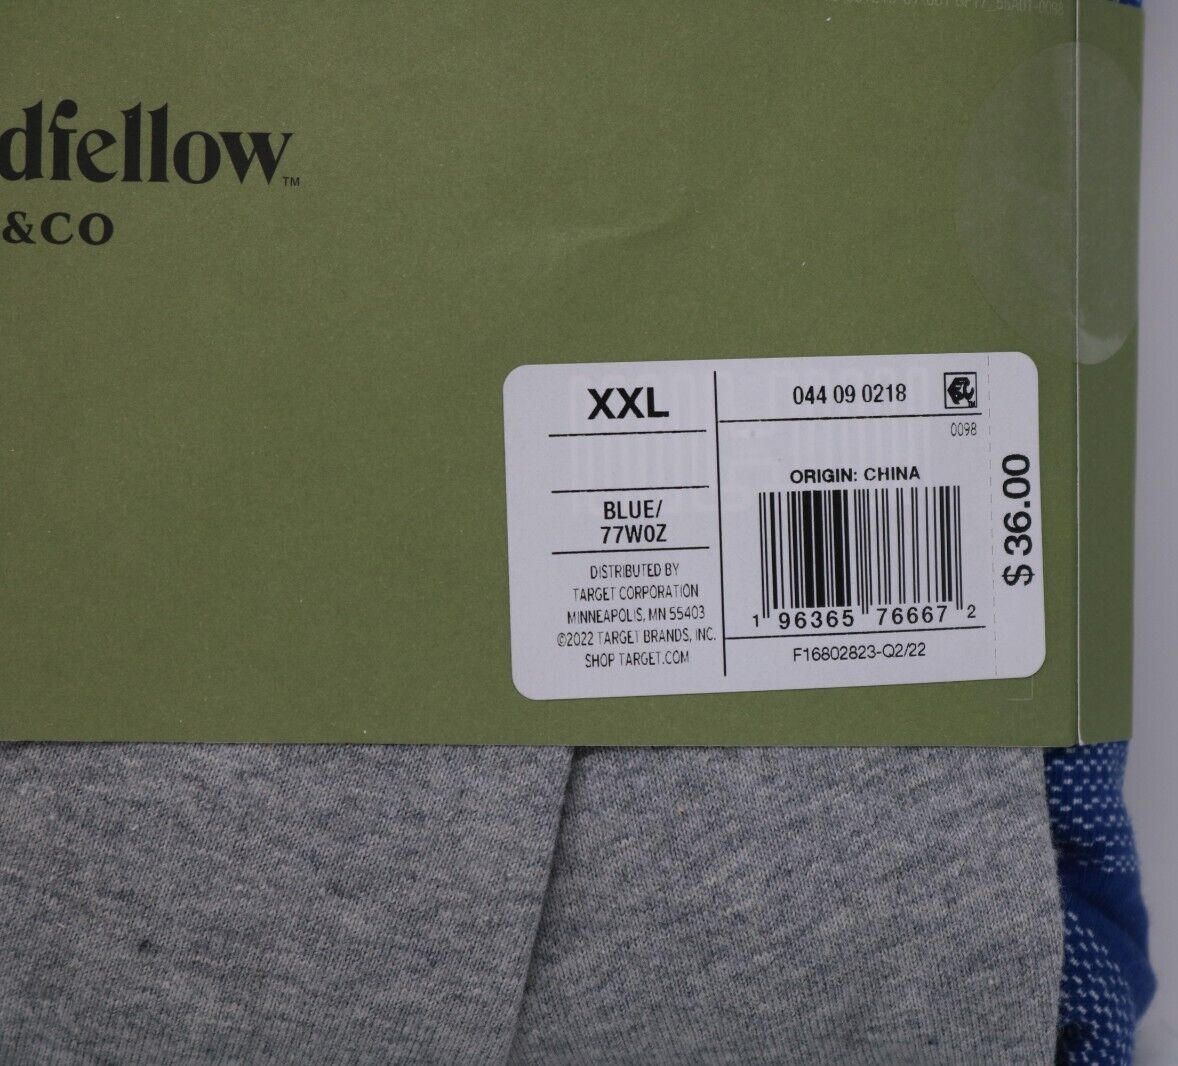 dfellow™
&CO
XXL
BLUE/
77W0Z
DISTRIBUTED BY
TARGET CORPORATION
MINNEAPOLIS, MN 55403
©2022 TARGET BRANDS, INC.
SHOP TARGET.COM
044 09 0218
0098
ORIGIN: CHINA
1 96365 76667 2
F16802823-Q2/22
$36.00